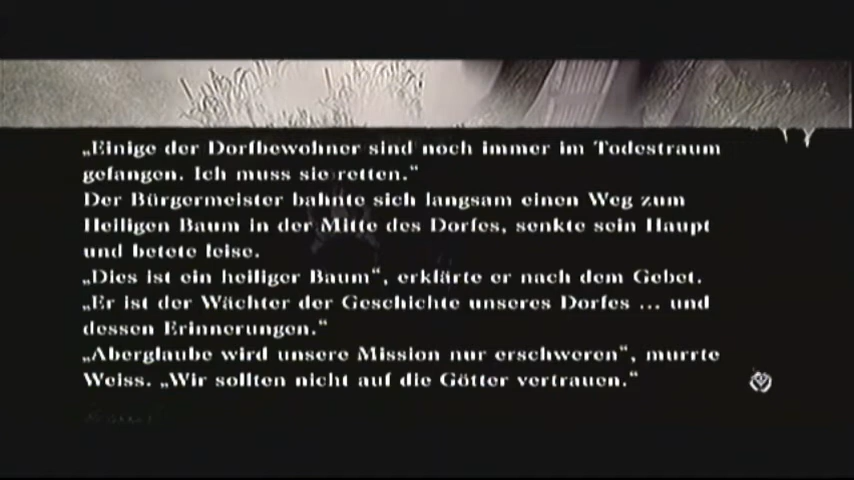 „Einige der Dorfbewohner sind noch immer im Todestraum
gefangen. Ich muss sie retten.“
Der Bürgermeister bahnte sich langsam einen Weg zum
Heiligen Baum in der Mitte des Dorfes, senkte sein Haupt
und betete leise.
„Dies ist ein heiliger Baum“, erklärte er nach dem Gebet.
„Er ist der Wächter der Geschichte unseres Dorfes ... und
dessen Erinnerungen.“
„Aberglaube wird unsere Mission nur erschweren“, murrte
Weiss. „Wir sollten nicht auf die Götter vertrauen.“